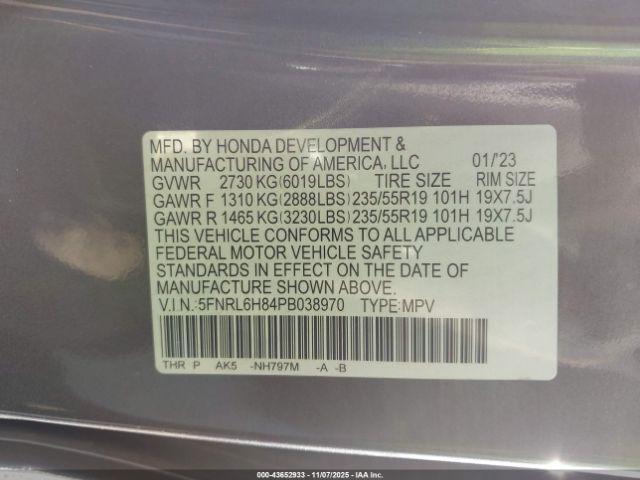 MFD. BY HONDA DEVELOPMENT &
MANUFACTURING OF AMERICA, LLC 01/'23
GVWR 2730 KG(6019LBS) TIRE SIZE RIM SIZE
GAWR F 1310 KG(2888LBS) 235/55R19 101H 19X7.5J
GAWR R 1465 KG(3230LBS) 235/55R19 101H 19X7.5J
THIS VEHICLE CONFORMS TO ALL APPLICABLE
FEDERAL MOTOR VEHICLE SAFETY
STANDARDS IN EFFECT ON THE DATE OF
MANUFACTURE SHOWN ABOVE.
V.I.N.:5FNRL6H84PB038970 TYPE:MPV
THR P AK5 -NH797M -A -B
000-43652933 - 11/07/2025 - IAAI.com